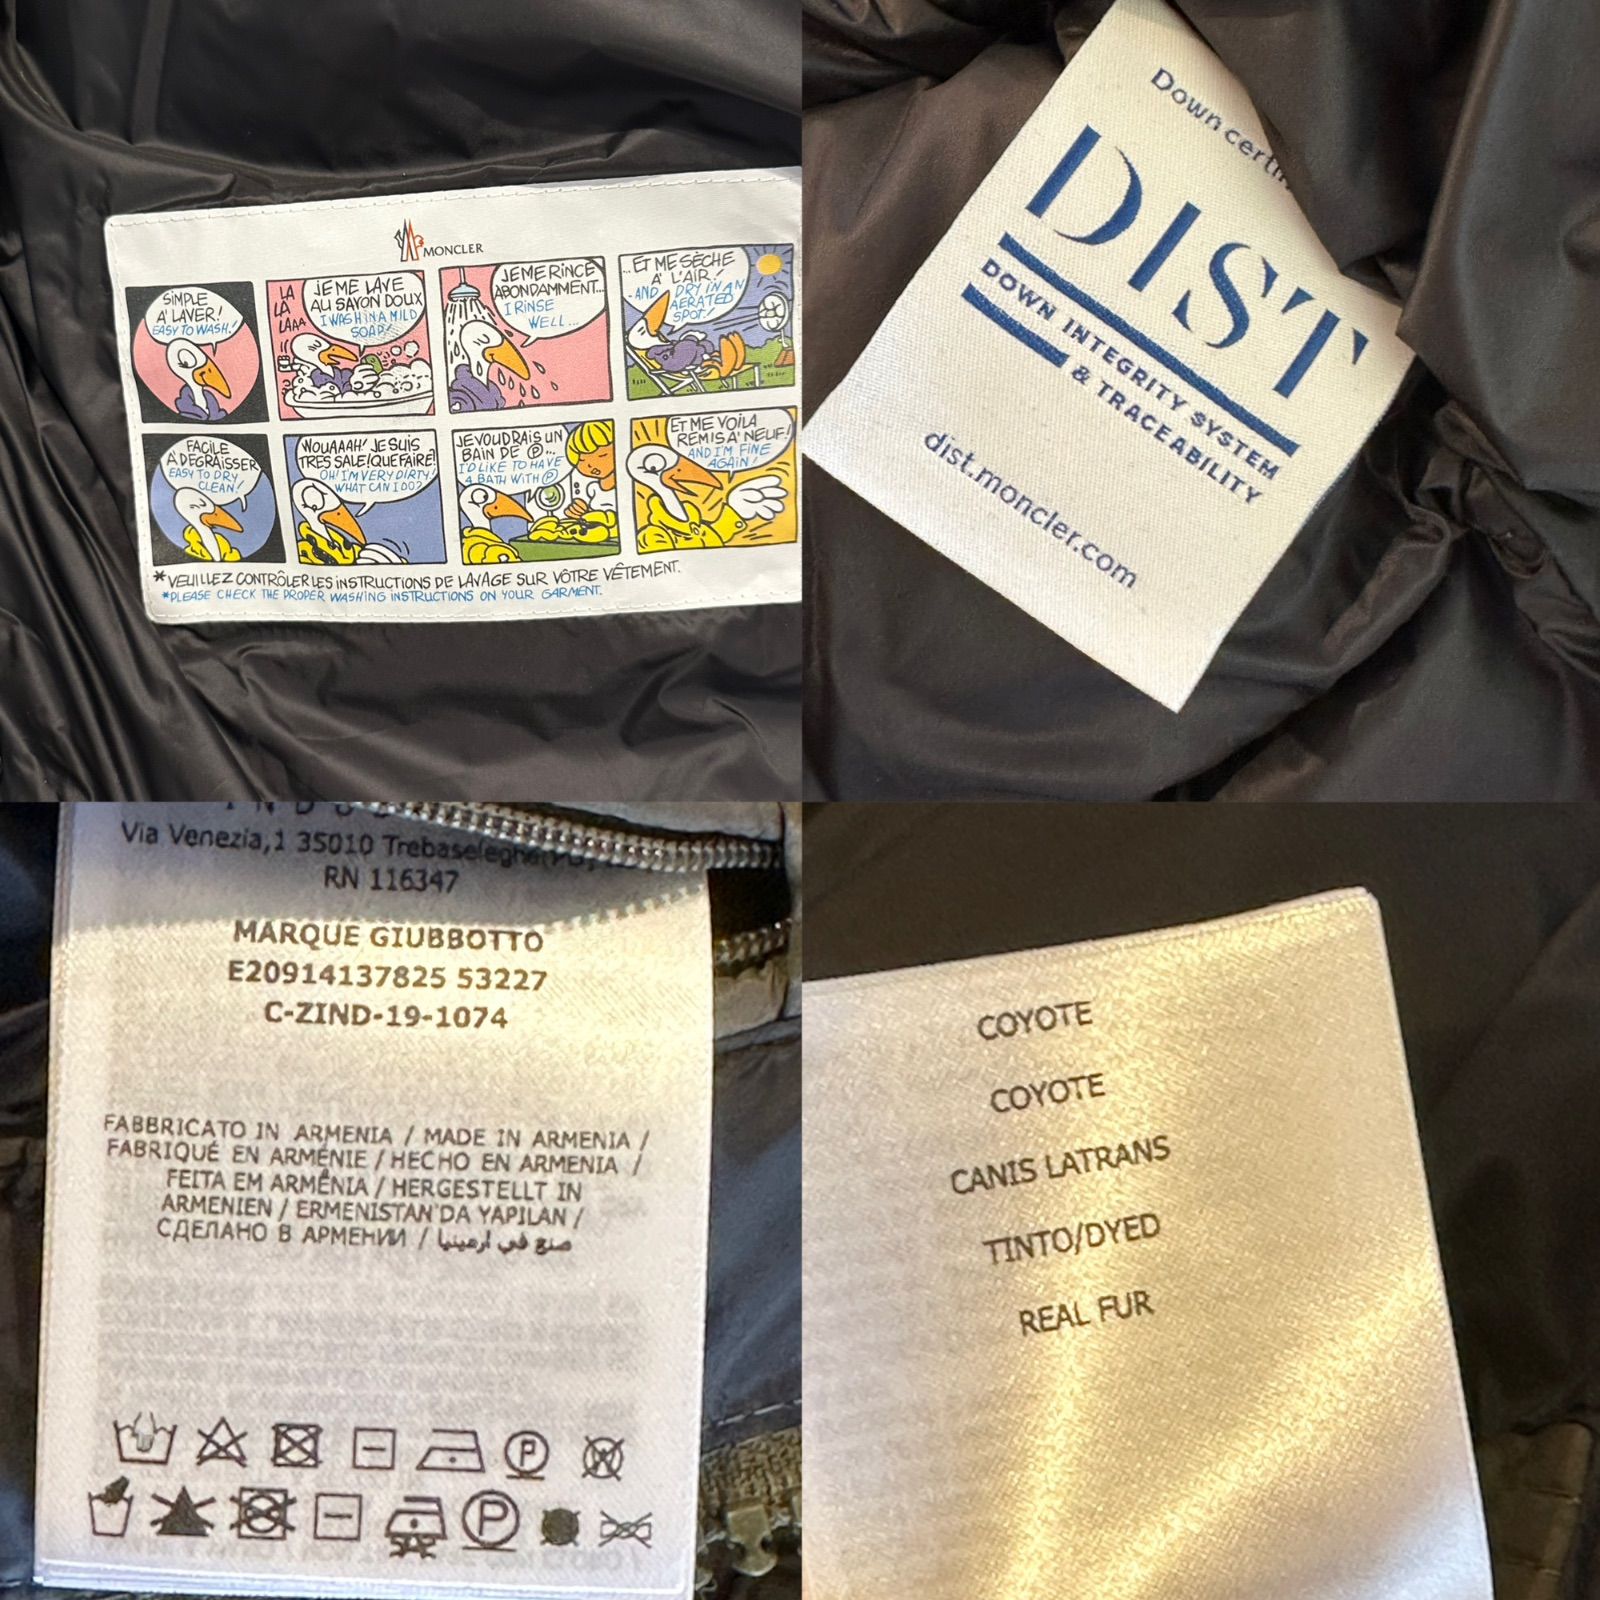 MONCLER
SIMPLE
A' LAVER!
EASY TO WASH!
LA
LA
LAAA
JE ME LAVE
AU SAVON DOUX
I WASH IN A MILD
SOAP!
JE ME RINCE
ABONDAMMENT...
I RINSE
WELL...
...ET ME SÈCHE
A' L'AIR!
-AND DRY IN AN
AERATED
SPOT!
FACILE
A' DEGRAISSER
EASY TO DRY
CLEAN!
WOUAAAH! JE SUIS
TRES SALE! QUE FAIRE!
OH! I'M VERY DIRTY!
WHAT CAN I DO?
JE VOUDRAIS UN
BAIN DE P...
I'D LIKE TO HAVE
A BATH WITH P
ET ME VOILA
REMIS A' NEUF!
AND I'M FINE
AGAIN!
*VEUILLEZ CONTRÔLER LES INSTRUCTIONS DE LAVAGE SUR VÔTRE VÊTEMENT.
*PLEASE CHECK THE PROPER WASHING INSTRUCTIONS ON YOUR GARMENT.
Down
DIST
DOWN INTEGRITY SYSTEM
& TRACEABILITY
dist.moncler.com
Via Venezia,1 35010
RN 116347
MARQUE GIUBBOTTO
E20914137825 53227
C-ZIND-19-1074
FABBRICATO IN ARMENIA / MADE IN ARMENIA /
FABRIQUÉ EN ARMÉNIE / HECHO EN ARMENIA /
FEITA EM ARMÊNIA / HERGESTELLT IN
ARMENIEN / ERMENISTAN'DA YAPILAN /
СДЕЛАНО В АРМЕНИИ / صنع في ارمينيا
P
W
P
COYOTE
COYOTE
CANIS LATRANS
TINTO/DYED
REAL FUR